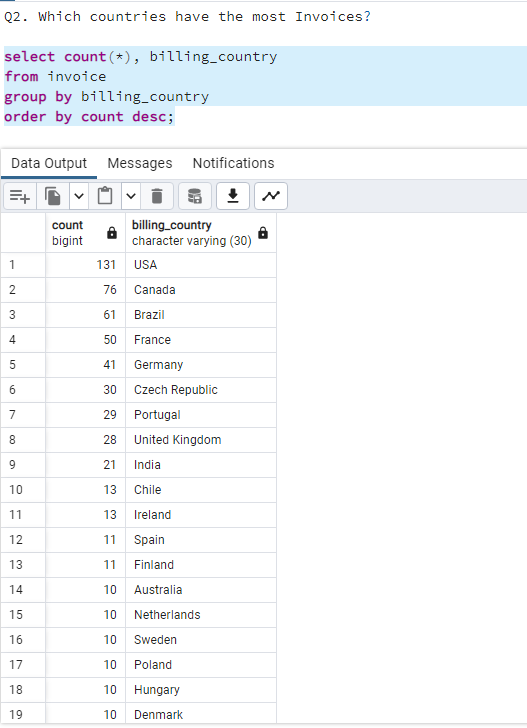 Q2. Which countries have the most Invoices?
select count(*), billing_country
from invoice
group by billing_country
order by count desc;
Data Output Messages Notifications
count billing_country
bigint character varying (30)
1 131 USA
2 76 Canada
3 61 Brazil
4 50 France
5 41 Germany
6 30 Czech Republic
7 29 Portugal
8 28 United Kingdom
9 21 India
10 13 Chile
11 13 Ireland
12 11 Spain
13 11 Finland
14 10 Australia
15 10 Netherlands
16 10 Sweden
17 10 Poland
18 10 Hungary
19 10 Denmark